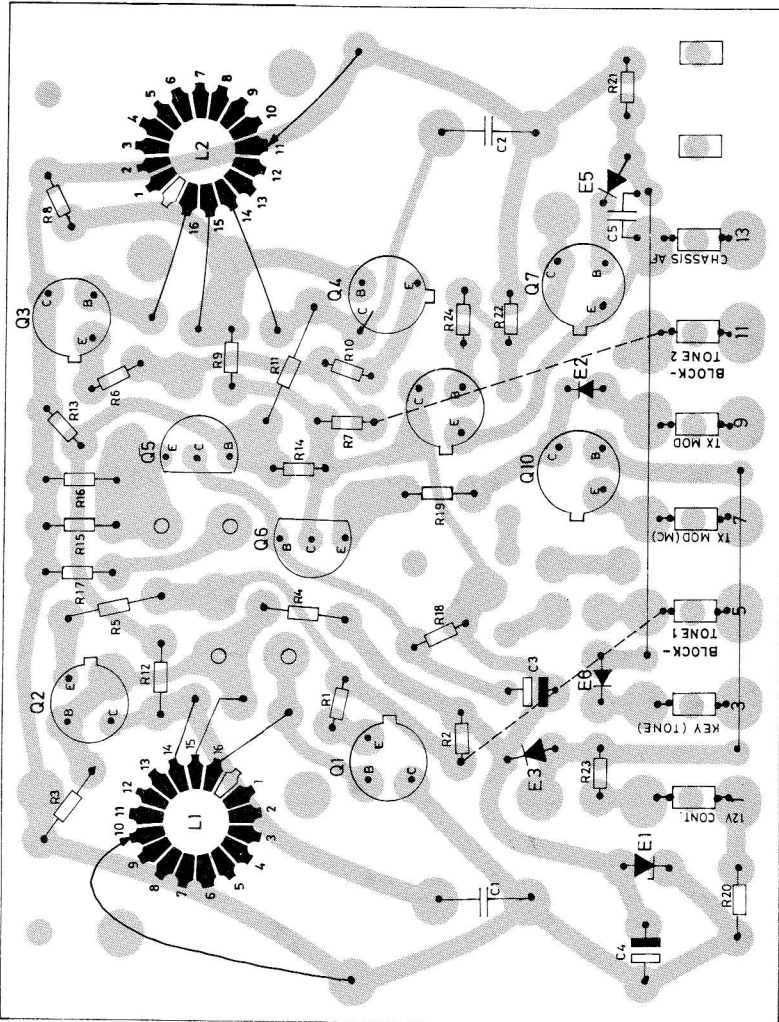 R3
Q2
R12
R5
R17
R15
R16
R13
R6
Q3
R8
B
E
C
C
B
E
L1
1
2
3
4
5
6
7
8
9
10
11
12
13
14
15
16
L2
1
2
3
4
5
6
7
8
9
10
11
12
13
14
15
16
Q5
E
C
B
R9
R14
R11
R10
R7
Q6
B
C
E
R4
R1
Q1
B
E
C
R2
R18
R19
Q4
C
E
B
C
B
E
R24
R22
C2
C1
C3
Q10
C
B
E
E2
Q7
C
B
E
R21
E5
C5
E6
E3
R23
E1
C4
R20
1
12V
CONT.
3
KEY (TONE)
5
BLOCK-
TONE 1
7
TX MOD (MC)
9
TX MOD
11
BLOCK-
TONE 2
13
CHASSIS AF